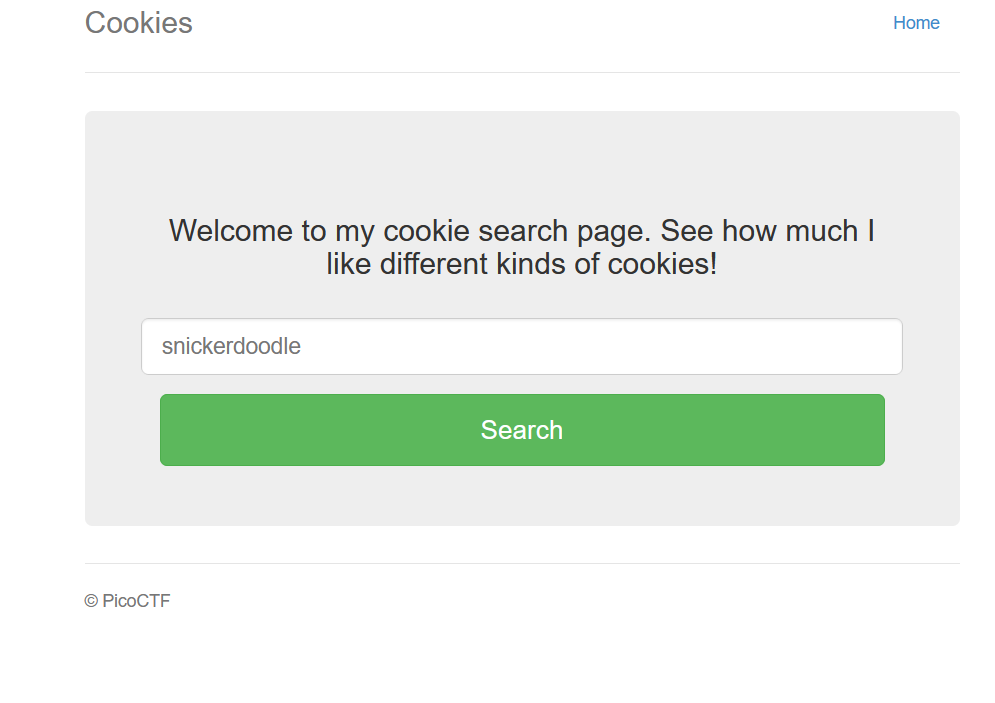 Cookies
Home
Welcome to my cookie search page. See how much I
like different kinds of cookies!
snickerdoodle
Search
© PicoCTF